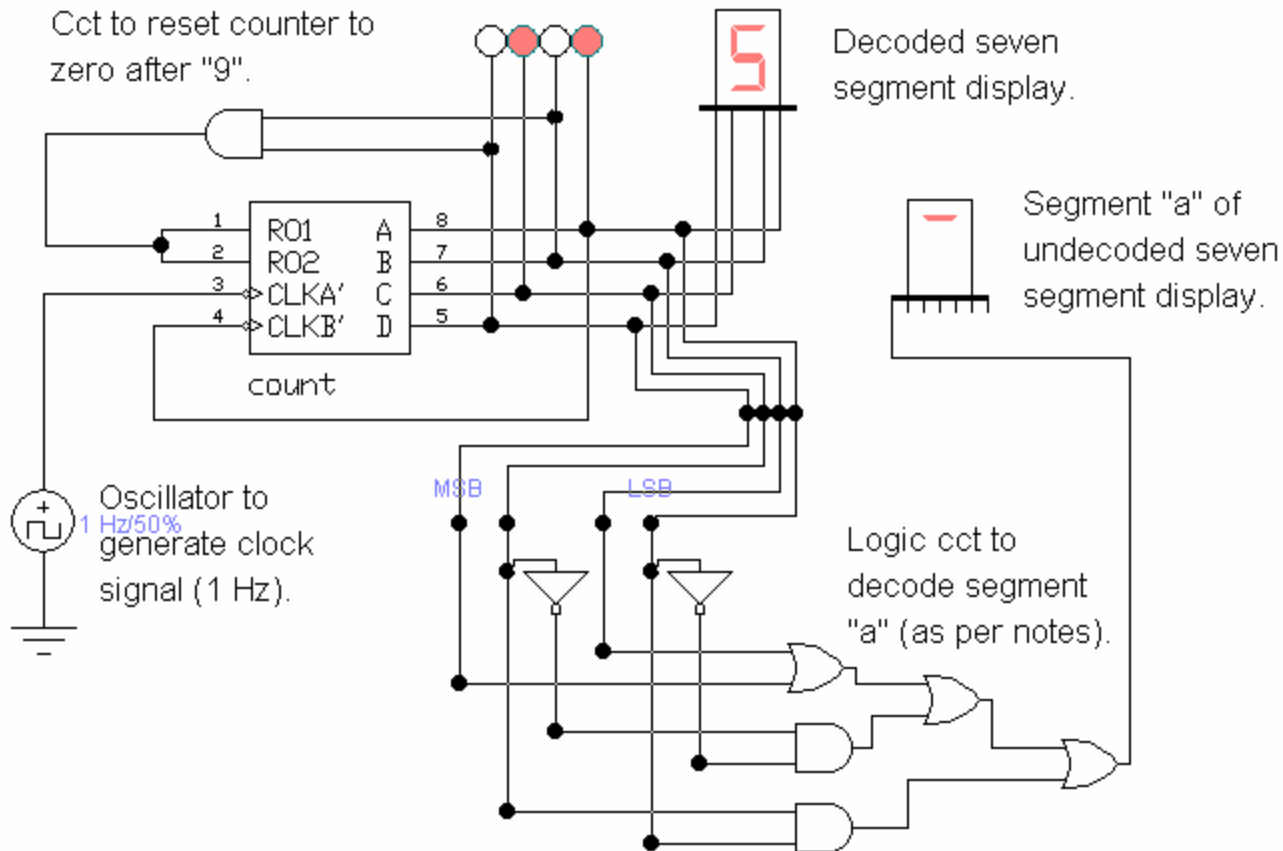 Cct to reset counter to
zero after "9".
5
Decoded seven
segment display.
Segment "a" of
undecoded seven
segment display.
1 RO1 A 8
2 RO2 B 7
3 CLKA' C 6
4 CLKB' D 5
count
MSB LSB
+
1 Hz/50%
Oscillator to
generate clock
signal (1 Hz).
Logic cct to
decode segment
"a" (as per notes).